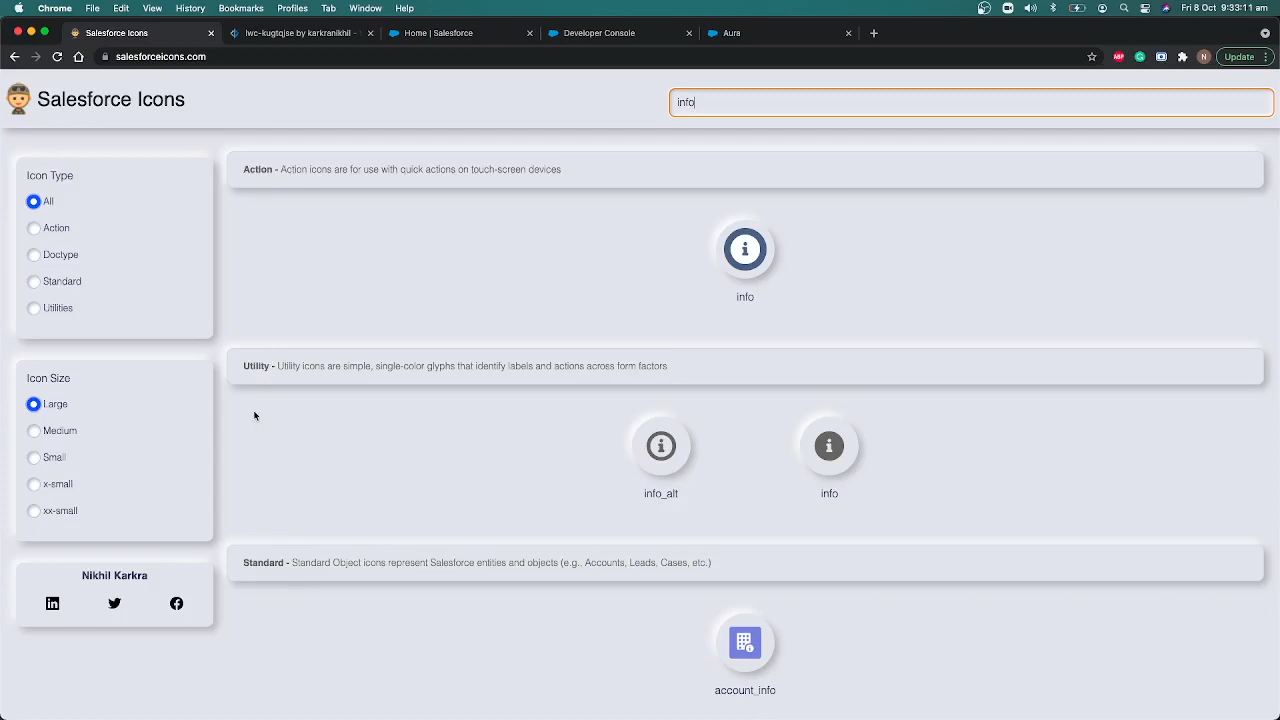 Chrome File Edit View History Bookmarks Profiles Tab Window Help Fri 8 Oct 9:33:11 am
Salesforce Icons lwc-kugtqjse by karkranikhil - Home | Salesforce Developer Console Aura
salesforceicons.com ABP N Update
Salesforce Icons
info
Icon Type
All
Action
Doctype
Standard
Utilities
Icon Size
Large
Medium
Small
x-small
xx-small
Nikhil Karkra
Action - Action icons are for use with quick actions on touch-screen devices
info
Utility - Utility icons are simple, single-color glyphs that identify labels and actions across form factors
info_alt info
Standard - Standard Object icons represent Salesforce entities and objects (e.g., Accounts, Leads, Cases, etc.)
account_info